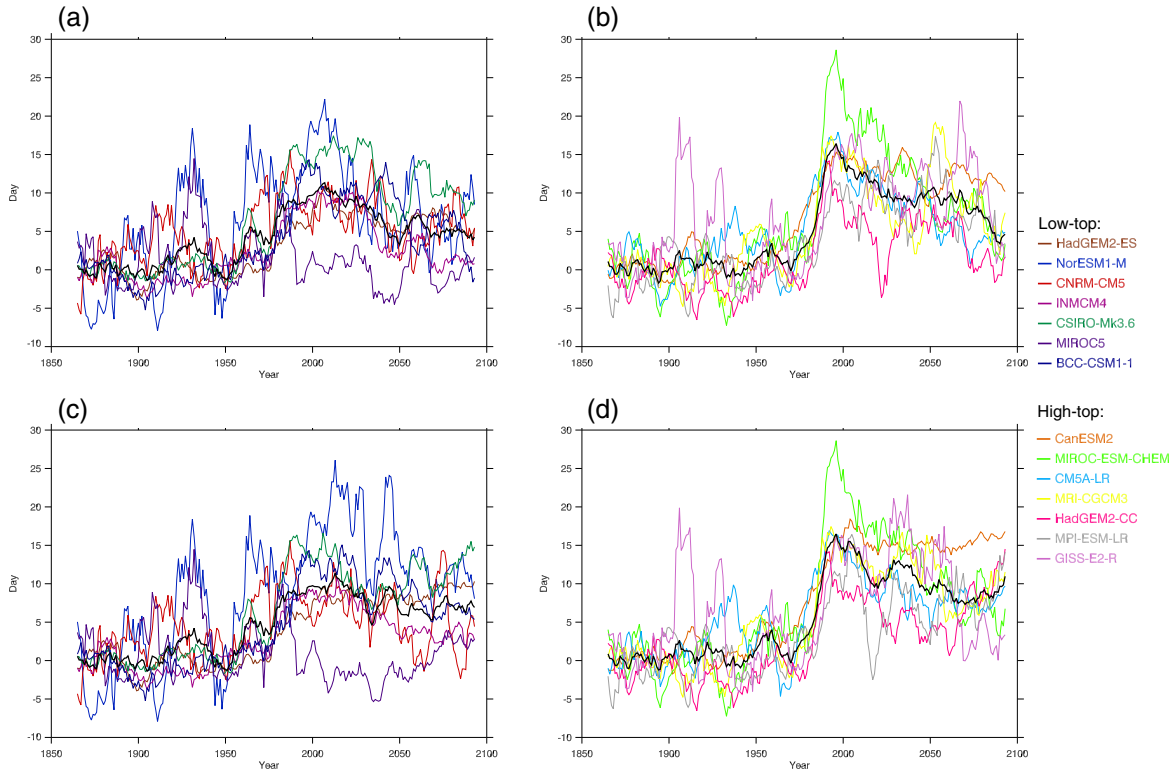 (a)
30
25
20
15
10
5
0
-5
-10
Day
1850 1900 1950 2000 2050 2100
Year
(b)
30
25
20
15
10
5
0
-5
-10
Day
1850 1900 1950 2000 2050 2100
Year
Low-top:
HadGEM2-ES
NorESM1-M
CNRM-CM5
INMCM4
CSIRO-Mk3.6
MIROC5
BCC-CSM1-1
(c)
30
25
20
15
10
5
0
-5
-10
Day
1850 1900 1950 2000 2050 2100
Year
(d)
30
25
20
15
10
5
0
-5
-10
Day
1850 1900 1950 2000 2050 2100
Year
High-top:
CanESM2
MIROC-ESM-CHEM
CM5A-LR
MRI-CGCM3
HadGEM2-CC
MPI-ESM-LR
GISS-E2-R